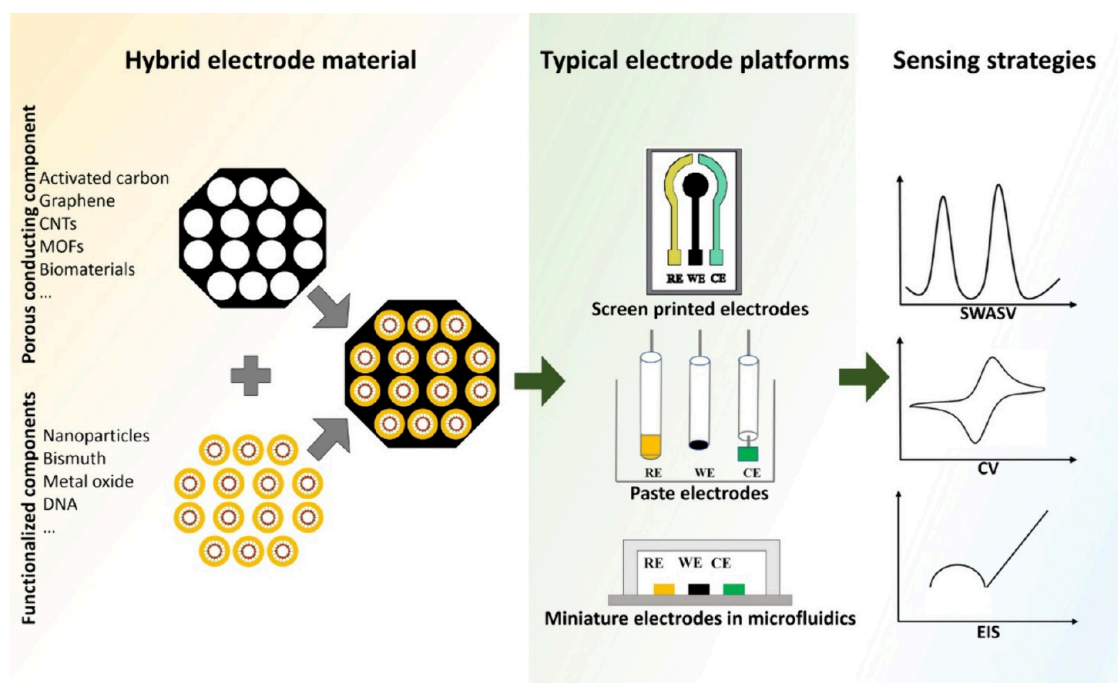 Hybrid electrode material
Typical electrode platforms
Sensing strategies
Porous conducting component
Activated carbon
Graphene
CNTs
MOFs
Biomaterials
...
Functionalized components
Nanoparticles
Bismuth
Metal oxide
DNA
...
RE WE CE
Screen printed electrodes
RE WE CE
Paste electrodes
RE WE CE
Miniature electrodes in microfluidics
SWASV
CV
EIS